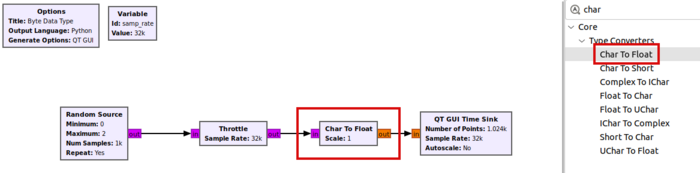 Options
Title: Byte Data Type
Output Language: Python
Generate Options: QT GUI
Variable
Id: samp_rate
Value: 32k
char
Core
Type Converters
Char To Float
Char To Short
Complex To IChar
Float To Char
Float To UChar
IChar To Complex
Short To Char
UChar To Float
Random Source
Minimum: 0
Maximum: 2
Num Samples: 1k
Repeat: Yes
out
in
Throttle
Sample Rate: 32k
out
in
Char To Float
Scale: 1
out
in
QT GUI Time Sink
Number of Points: 1.024k
Sample Rate: 32k
Autoscale: No